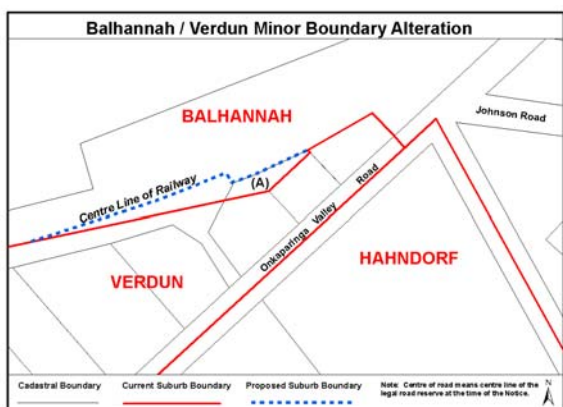 Balhannah / Verdun Minor Boundary Alteration
BALHANNAH
Johnson Road
Centre Line of Railway
(A)
Onkaparinga Valley Road
VERDUN
HAHNDORF
Cadastral Boundary
Current Suburb Boundary
Proposed Suburb Boundary
Note: Centre of road means centre line of the
legal road reserve at the time of the Notice.
N